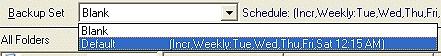 Backup Set Blank Schedule: (Incr,Weekly:Tue,Wed,Thu,Fri,
Blank
All Folders Default (Incr,Weekly:Tue,Wed,Thu,Fri,Sat 12:15 AM)